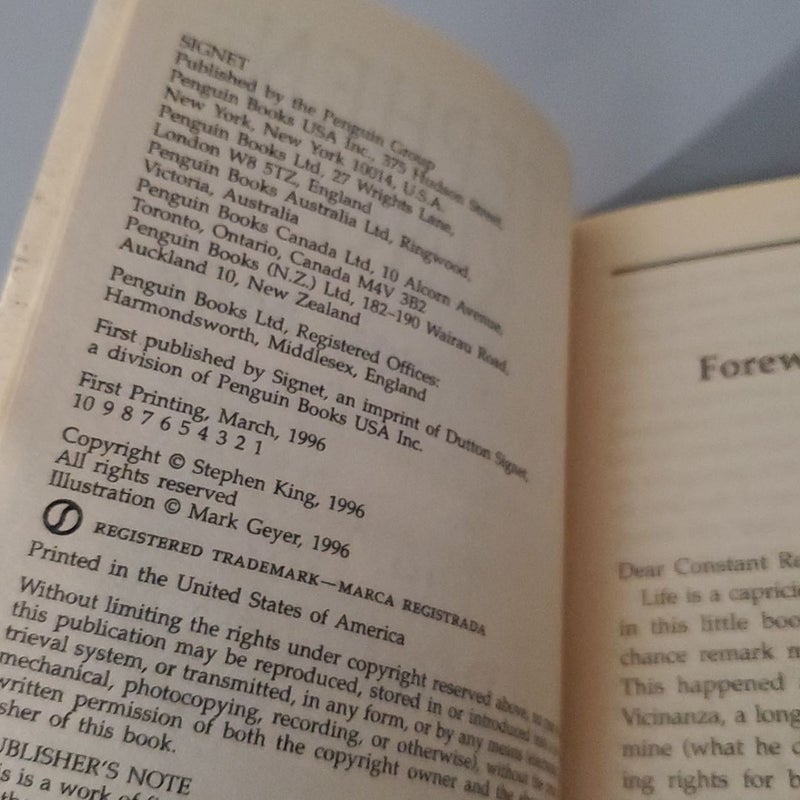 SIGNET
Published by the Penguin Group
Penguin Books USA Inc., 375 Hudson Street,
New York, New York 10014, U.S.A.
Penguin Books Ltd, 27 Wrights Lane,
London W8 5TZ, England
Penguin Books Australia Ltd, Ringwood,
Victoria, Australia
Penguin Books Canada Ltd, 10 Alcorn Avenue,
Toronto, Ontario, Canada M4V 3B2
Penguin Books (N.Z.) Ltd, 182-190 Wairau Road,
Auckland 10, New Zealand
Penguin Books Ltd, Registered Offices:
Harmondsworth, Middlesex, England
First published by Signet, an imprint of Dutton Signet,
a division of Penguin Books USA Inc.
First Printing, March, 1996
10 9 8 7 6 5 4 3 2 1
Copyright © Stephen King, 1996
All rights reserved
Illustration © Mark Geyer, 1996
REGISTERED TRADEMARK—MARCA REGISTRADA
Printed in the United States of America
Without limiting the rights under copyright reserved above, no
this publication may be reproduced, stored in or introduced
trieval system, or transmitted, in any form, or by any means
mechanical, photocopying, recording, or otherwise), without
written permission of both the copyright owner and the
sher of this book.
UBLISHER'S NOTE
is is a work of
Forew
Dear Constant Re
Life is a caprici
in this little boo
chance remark m
This happened
Vicinanza, a long
mine (what he c
ing rights for b